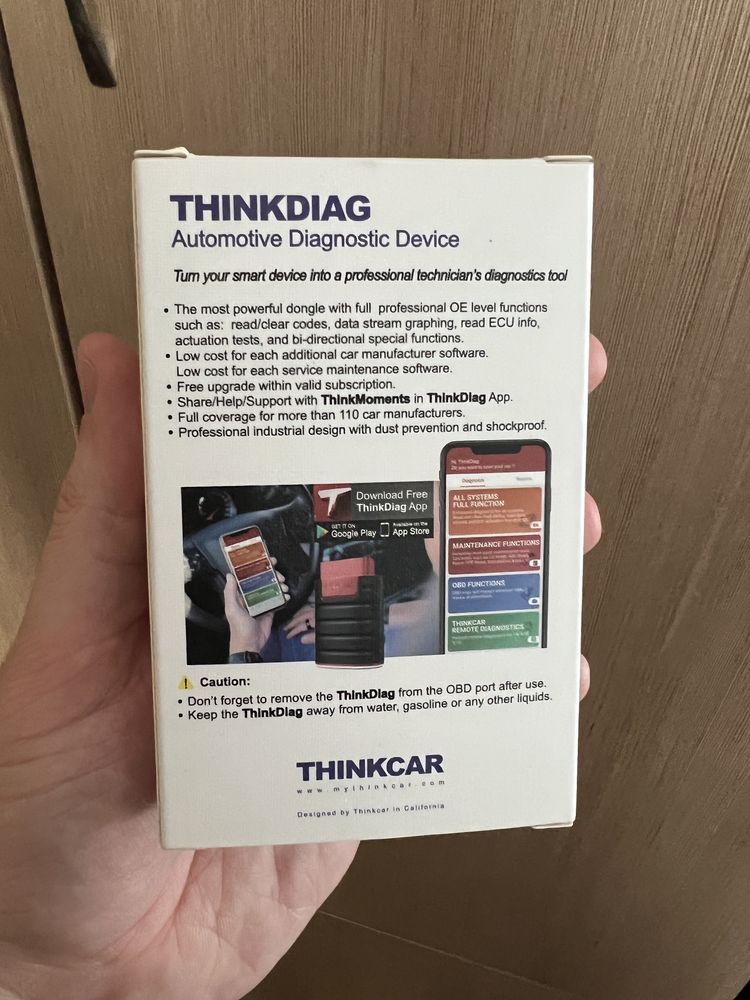 THINKDIAG
Automotive Diagnostic Device
Turn your smart device into a professional technician's diagnostics tool
• The most powerful dongle with full professional OE level functions
such as: read/clear codes, data stream graphing, read ECU info,
actuation tests, and bi-directional special functions.
• Low cost for each additional car manufacturer software.
Low cost for each service maintenance software.
• Free upgrade within valid subscription.
• Share/Help/Support with ThinkMoments in ThinkDiag App.
• Full coverage for more than 110 car manufacturers.
• Professional industrial design with dust prevention and shockproof.
Download Free
ThinkDiag App
GET IT ON
Google Play
Available on the
App Store
Hi, ThinkDiag
Diagnosis
ALL SYSTEMS
FULL FUNCTION
MAINTENANCE FUNCTIONS
OBD FUNCTIONS
THINKCAR
REMOTE DIAGNOSTICS
Caution:
• Don't forget to remove the ThinkDiag from the OBD port after use.
• Keep the ThinkDiag away from water, gasoline or any other liquids.
THINKCAR
www.mythinkcar.com
Designed by Thinkcar in California